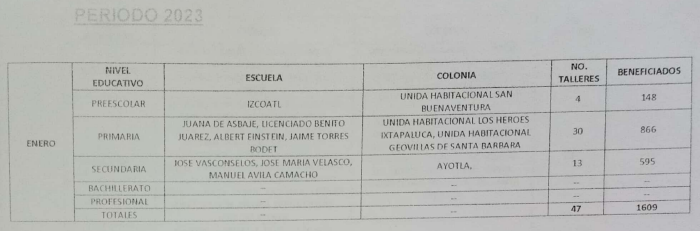 PERIODO 2023
NIVEL EDUCATIVO ESCUELA COLONIA NO. TALLERES BENEFICIADOS
ENERO
PREESCOLAR IZCOATL UNIDA HABITACIONAL SAN BUENAVENTURA 4 148
PRIMARIA JUANA DE ASBAJE, LICENCIADO BENITO JUAREZ, ALBERT EINSTEIN, JAIME TORRES BODET UNIDA HABITACIONAL LOS HEROES IXTAPALUCA, UNIDAD HABITACIONAL GEOVILLAS DE SANTA BARBARA 30 866
SECUNDARIA JOSE VASCONSELOS, JOSE MARIA VELASCO, MANUEL AVILA CAMACHO AYOTLA, 13 595
BACHILLERATO -- -- -- --
PROFESIONAL -- -- -- --
TOTALES -- -- 47 1609